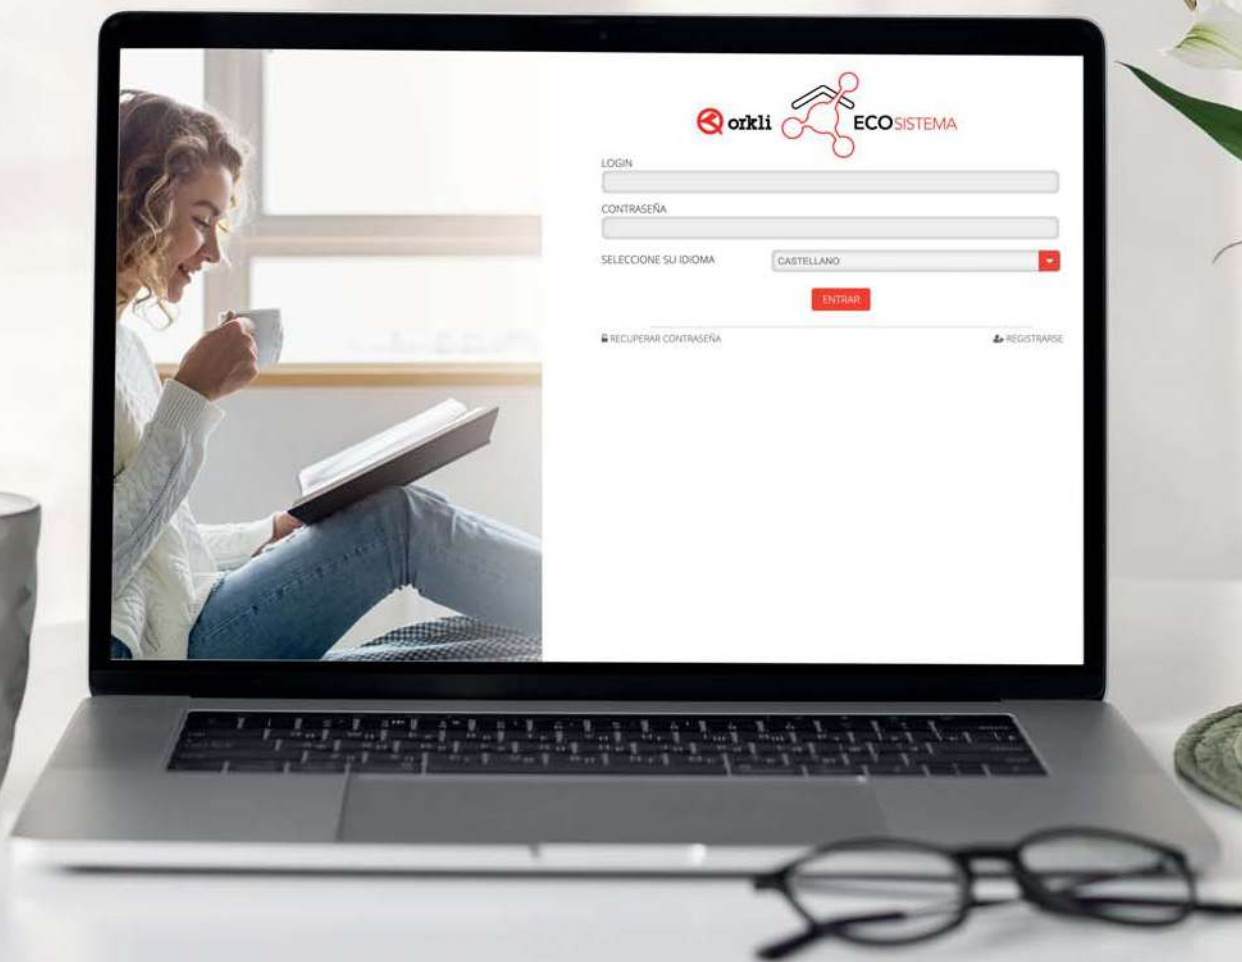 orkli ECOSISTEMA
LOGIN
CONTRASEÑA
SELECCIONE SU IDIOMA CASTELLANO
ENTRAR
RECUPERAR CONTRASEÑA REGISTRARSE